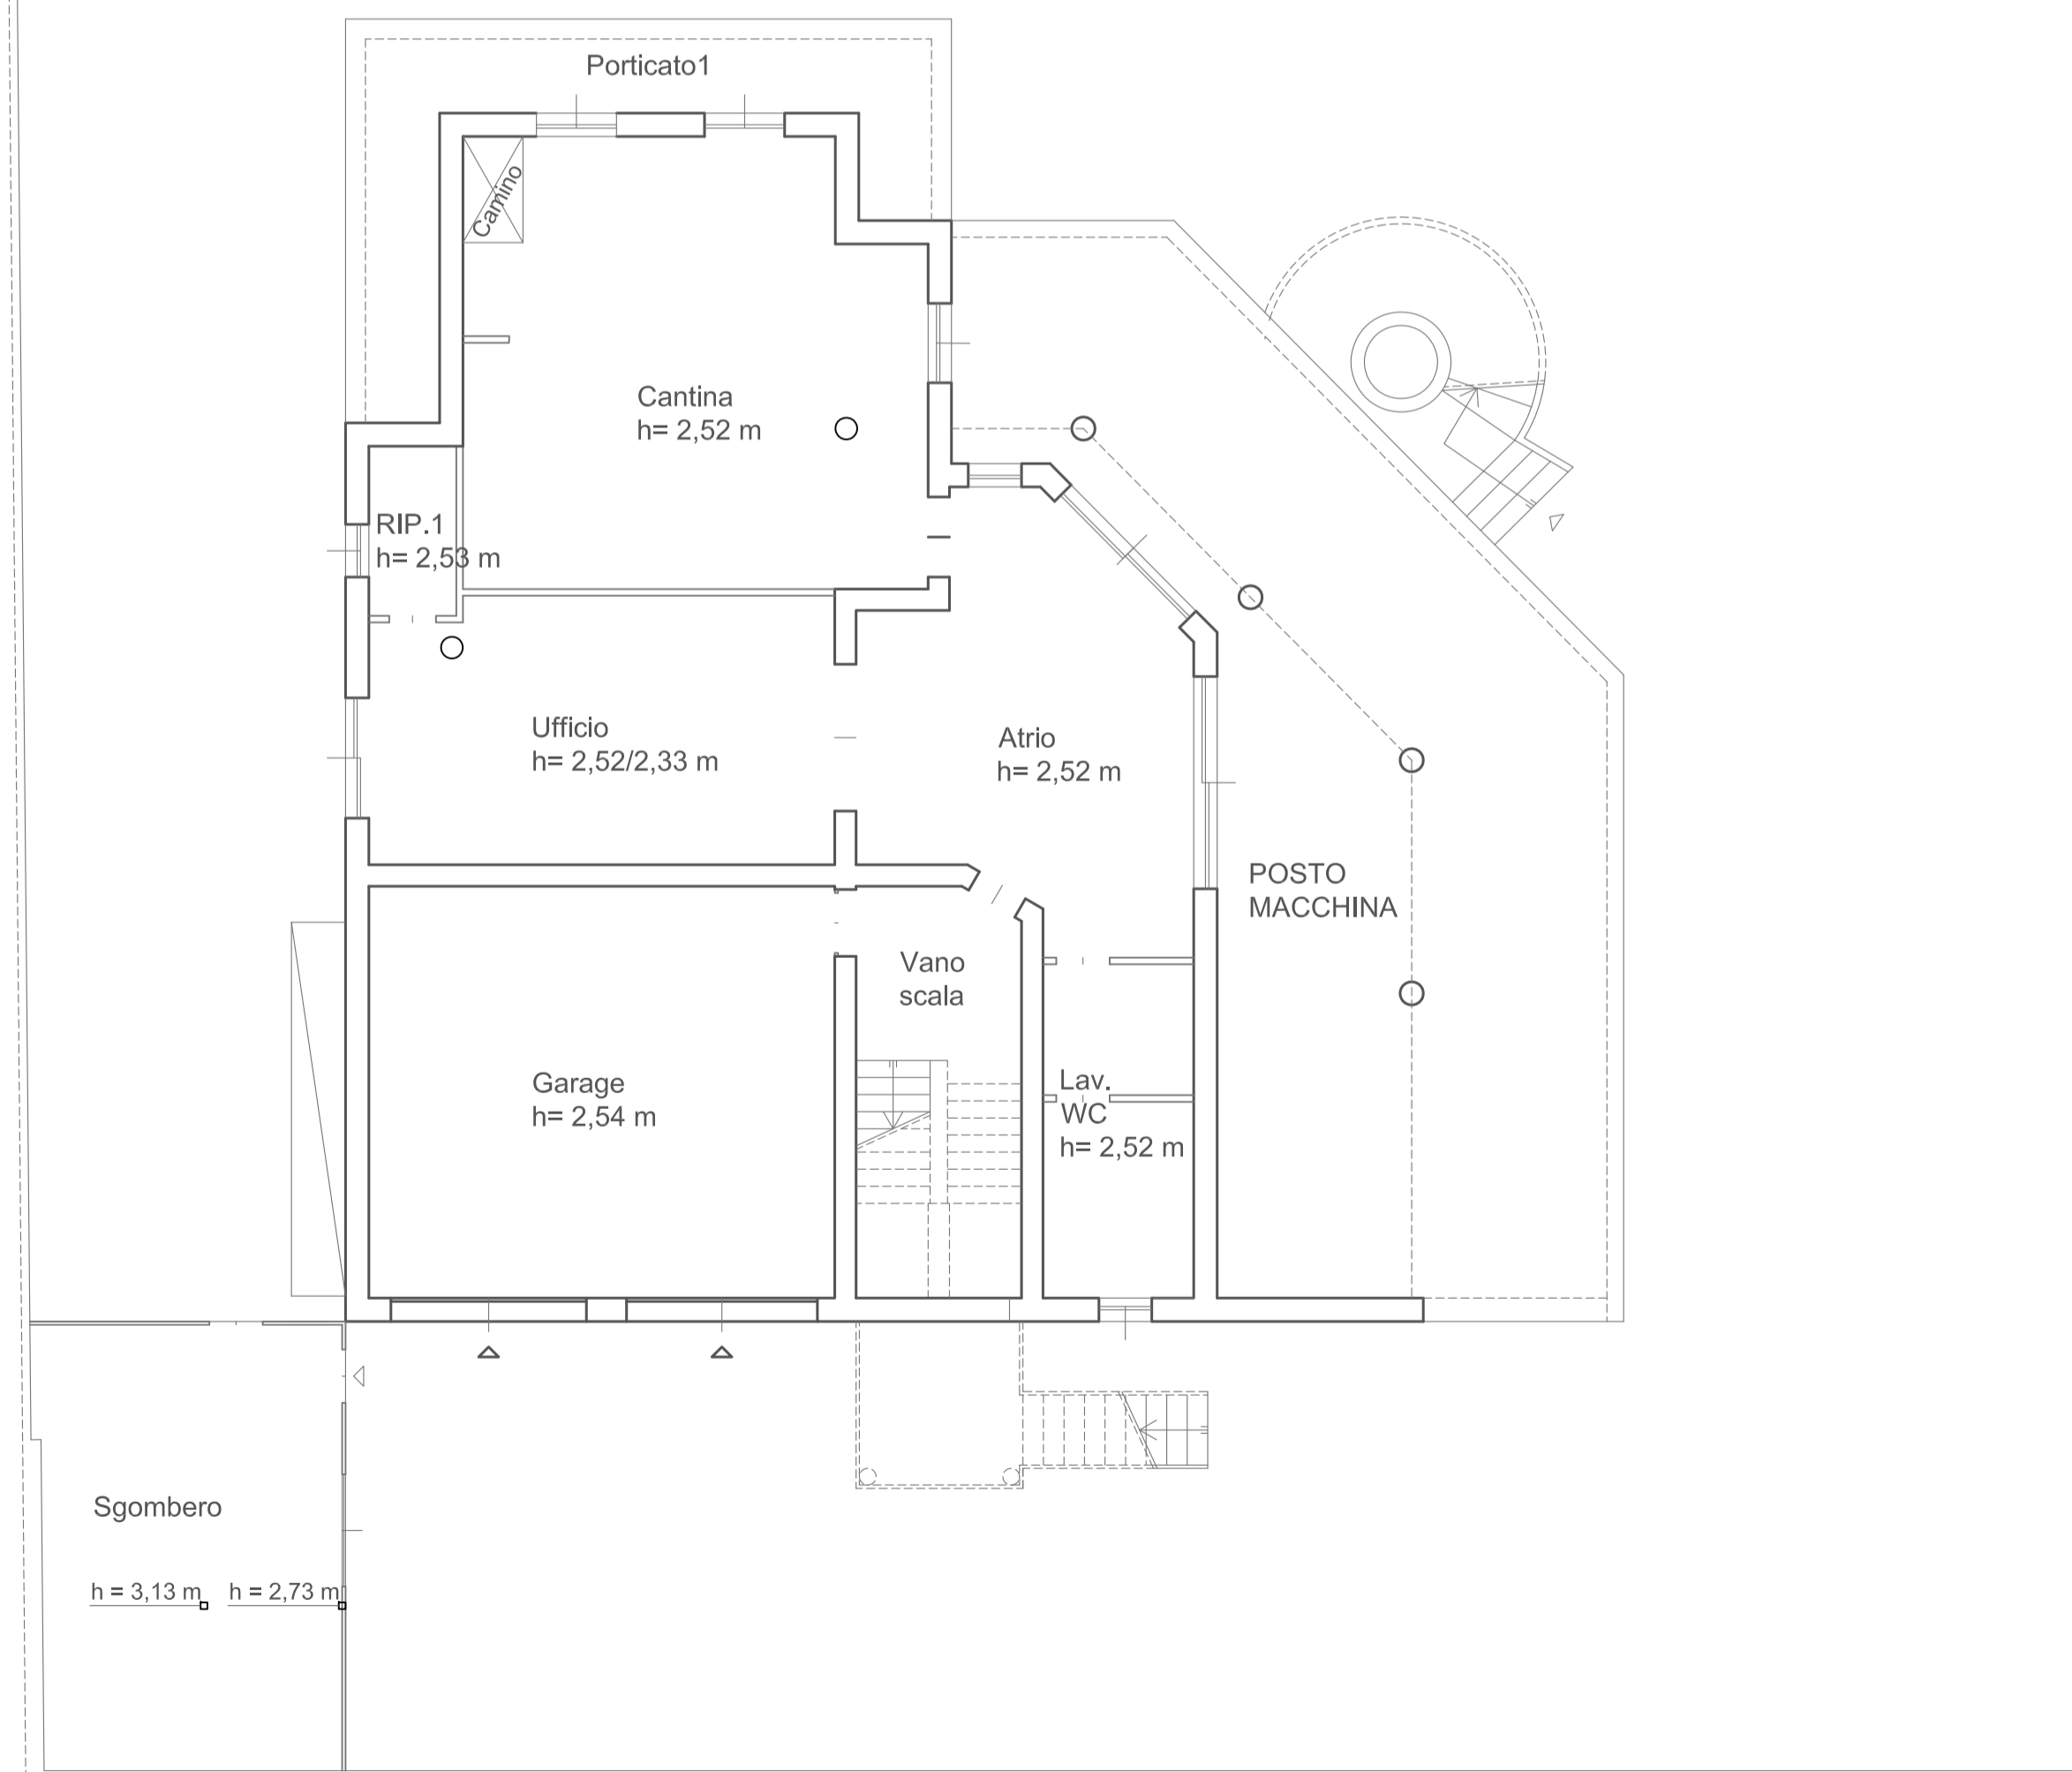 Porticato1
Camino
Cantina
h= 2,52 m
RIP.1
h= 2,53 m
Ufficio
h= 2,52/2,33 m
Atrio
h= 2,52 m
POSTO
MACCHINA
Vano
scala
Garage
h= 2,54 m
Lav.
WC
h= 2,52 m
Sgombero
h = 3,13 m
h = 2,73 m